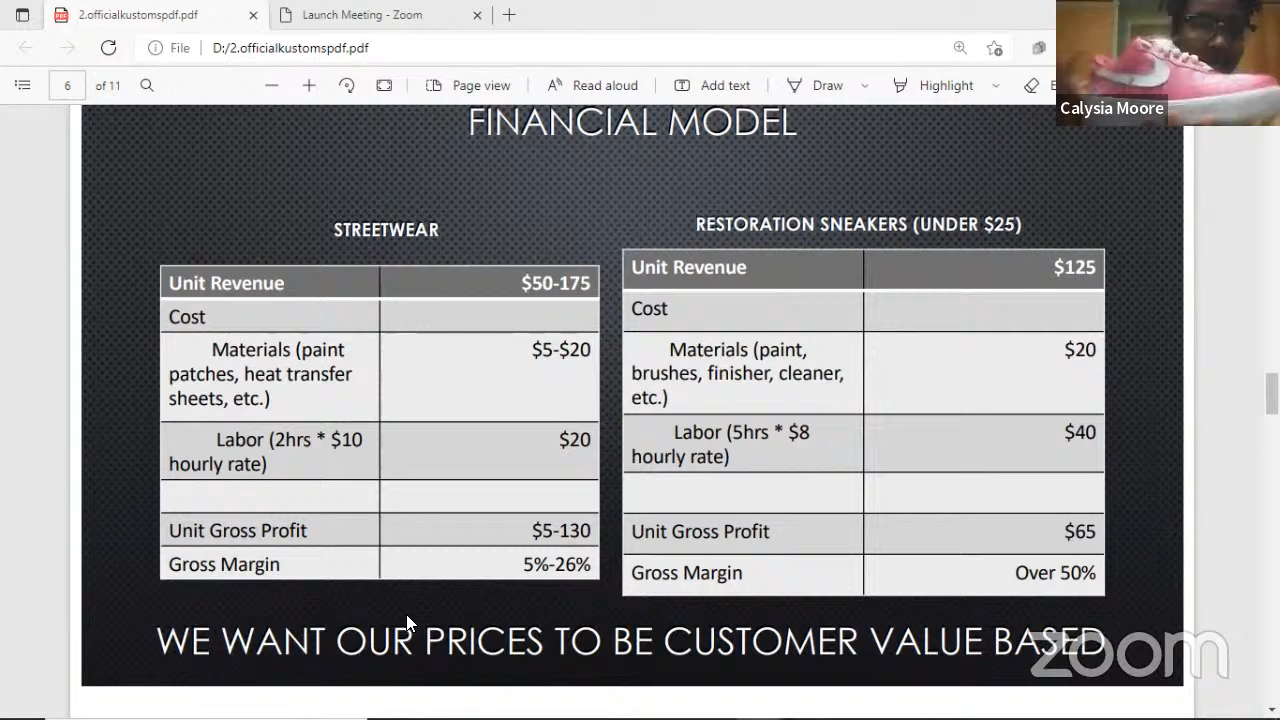 2.officialkustomspdf.pdf
Launch Meeting - Zoom
File
D:/2.officialkustomspdf.pdf
6
of 11
Page view
Read aloud
Add text
Draw
Highlight
Calysia Moore
FINANCIAL MODEL
STREETWEAR
Unit Revenue $50-175
Cost
Materials (paint
patches, heat transfer
sheets, etc.)
$5-$20
Labor (2hrs * $10
hourly rate)
$20
Unit Gross Profit $5-130
Gross Margin 5%-26%
RESTORATION SNEAKERS (UNDER $25)
Unit Revenue $125
Cost
Materials (paint,
brushes, finisher, cleaner,
etc.)
$20
Labor (5hrs * $8
hourly rate)
$40
Unit Gross Profit $65
Gross Margin Over 50%
WE WANT OUR PRICES TO BE CUSTOMER VALUE BASED
zoom